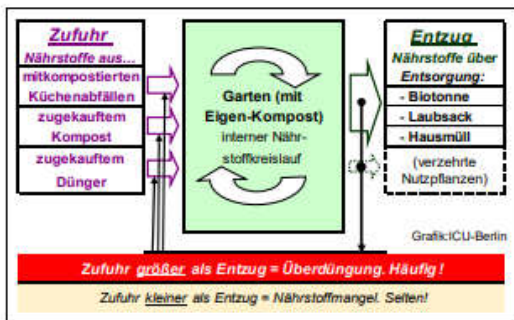 Zufuhr
Nährstoffe aus...
mitkompostierten
Küchenabfällen
zugekauftem
Kompost
zugekauftem
Dünger
Garten (mit
Eigen-Kompost)
interner Nähr-
stoffkreislauf
Entzug
Nährstoffe über
Entsorgung:
- Biotonne
- Laubsack
- Hausmüll
(verzehrte
Nutzpflanzen)
Grafik:ICU-Berlin
Zufuhr größer als Entzug = Überdüngung. Häufig !
Zufuhr kleiner als Entzug = Nährstoffmangel. Selten!